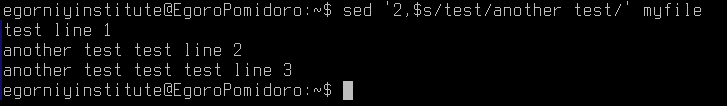 egorniyinstitute@EgoroPomidoro:~$ sed '2,$s/test/another test/' myfile
test line 1
another test test line 2
another test test test line 3
egorniyinstitute@EgoroPomidoro:~$